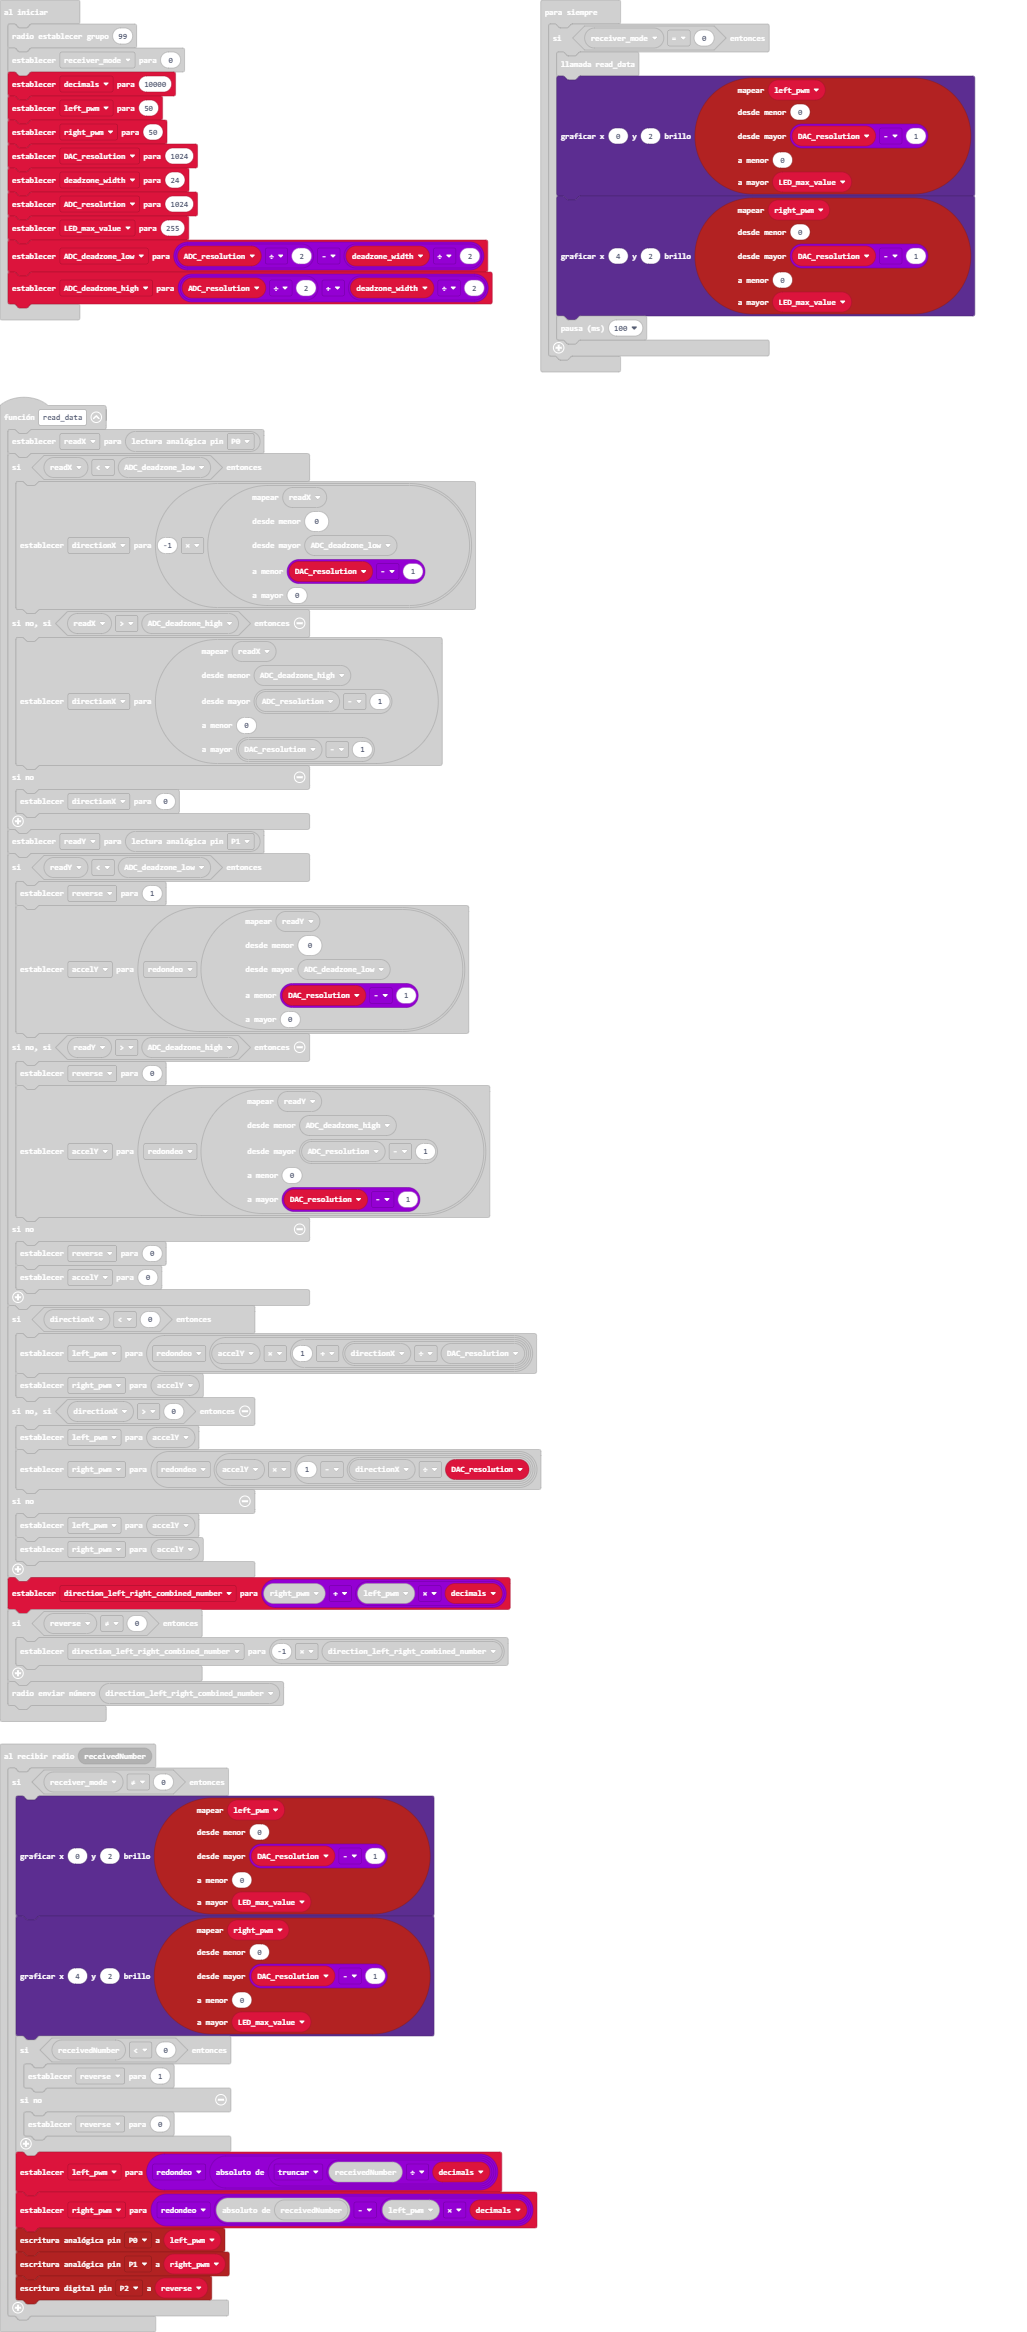 al iniciar
radio establecer grupo 99
establecer receiver_mode para 0
establecer decimals para 10000
establecer left_pwm para 50
establecer right_pwm para 50
establecer DAC_resolution para 1024
establecer deadzone_width para 24
establecer ADC_resolution para 1024
establecer LED_max_value para 255
establecer ADC_deadzone_low para ADC_resolution ÷ 2 - deadzone_width ÷ 2
establecer ADC_deadzone_high para ADC_resolution ÷ 2 + deadzone_width ÷ 2
para siempre
si receiver_mode = 0 entonces
llamada read_data
mapear left_pwm
desde menor 0
graficar x 0 y 2 brillo desde mayor DAC_resolution - 1
a menor 0
a mayor LED_max_value
mapear right_pwm
desde menor 0
graficar x 4 y 2 brillo desde mayor DAC_resolution - 1
a menor 0
a mayor LED_max_value
pausa (ms) 100
función read_data
establecer readX para lectura analógica pin P0
si readX < ADC_deadzone_low entonces
mapear readX
desde menor 0
establecer directionX para -1 × desde mayor ADC_deadzone_low
a menor DAC_resolution - 1
a mayor 0
si no, si readX > ADC_deadzone_high entonces
mapear readX
desde menor ADC_deadzone_high
establecer directionX para desde mayor ADC_resolution - 1
a menor 0
a mayor DAC_resolution - 1
si no
establecer directionX para 0
establecer readY para lectura analógica pin P1
si readY < ADC_deadzone_low entonces
establecer reverse para 1
mapear readY
desde menor 0
establecer accelY para redondeo desde mayor ADC_deadzone_low
a menor DAC_resolution - 1
a mayor 0
si no, si readY > ADC_deadzone_high entonces
establecer reverse para 0
mapear readY
desde menor ADC_deadzone_high
establecer accelY para redondeo desde mayor ADC_resolution - 1
a menor 0
a mayor DAC_resolution - 1
si no
establecer reverse para 0
establecer accelY para 0
si directionX < 0 entonces
establecer left_pwm para redondeo accelY × 1 + directionX ÷ DAC_resolution
establecer right_pwm para accelY
si no, si directionX > 0 entonces
establecer left_pwm para accelY
establecer right_pwm para redondeo accelY × 1 - directionX ÷ DAC_resolution
si no
establecer left_pwm para accelY
establecer right_pwm para accelY
establecer direction_left_right_combined_number para right_pwm ÷ left_pwm × decimals
si reverse ≠ 0 entonces
establecer direction_left_right_combined_number para -1 × direction_left_right_combined_number
radio enviar número direction_left_right_combined_number
al recibir radio receivedNumber
si receiver_mode ≠ 0 entonces
mapear left_pwm
desde menor 0
graficar x 0 y 2 brillo desde mayor DAC_resolution - 1
a menor 0
a mayor LED_max_value
mapear right_pwm
desde menor 0
graficar x 4 y 2 brillo desde mayor DAC_resolution - 1
a menor 0
a mayor LED_max_value
si receivedNumber < 0 entonces
establecer reverse para 1
si no
establecer reverse para 0
establecer left_pwm para redondeo absoluto de truncar receivedNumber ÷ decimals
establecer right_pwm para redondeo absoluto de receivedNumber - left_pwm × decimals
escritura analógica pin P0 a left_pwm
escritura analógica pin P1 a right_pwm
escritura digital pin P2 a reverse